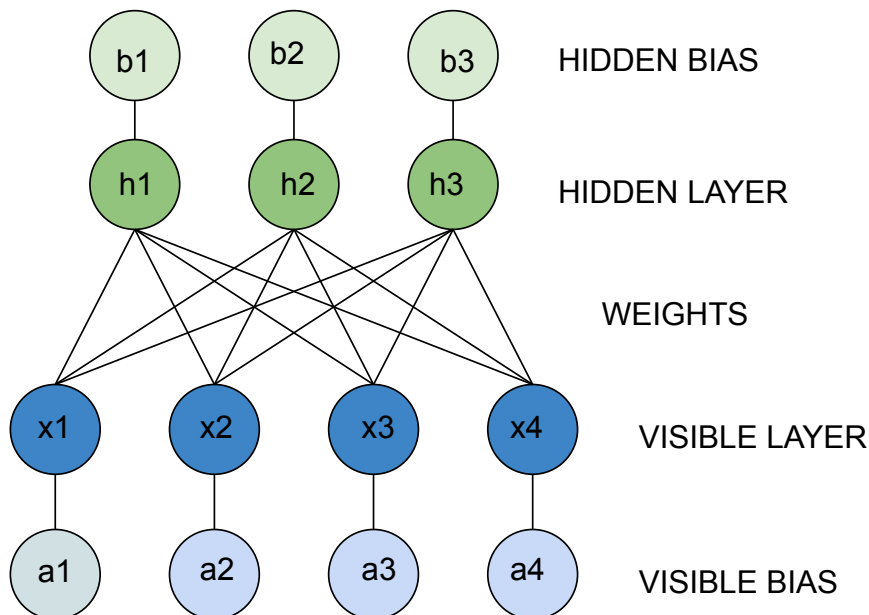 b1 b2 b3 HIDDEN BIAS
h1 h2 h3 HIDDEN LAYER
WEIGHTS
x1 x2 x3 x4 VISIBLE LAYER
a1 a2 a3 a4 VISIBLE BIAS